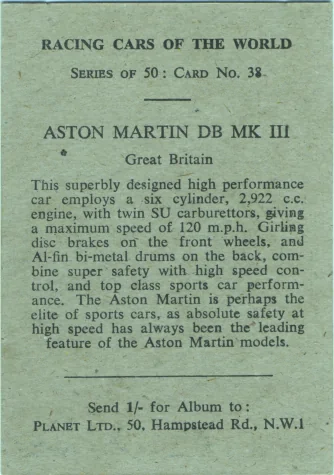 RACING CARS OF THE WORLD
SERIES OF 50: CARD NO. 38
ASTON MARTIN DB MK III
Great Britain
This superbly designed high performance
car employs a six cylinder, 2,922 c.c.
engine, with twin SU carburettors, giving
a maximum speed of 120 m.p.h. Girling
disc brakes on the front wheels, and
Al-fin bi-metal drums on the back, com-
bine super safety with high speed con-
trol, and top class sports car perform-
ance. The Aston Martin is perhaps the
elite of sports cars, as absolute safety at
high speed has always been the leading
feature of the Aston Martin models.
Send 1/- for Album to:
PLANET LTD., 50, Hampstead Rd., N.W.1